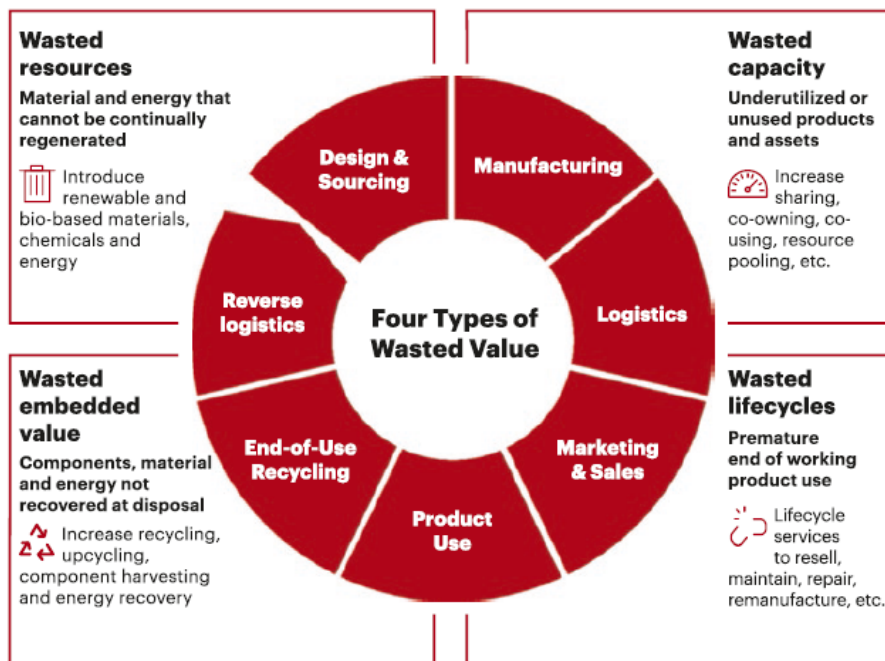 Wasted
resources
Material and energy that
cannot be continually
regenerated
Introduce
renewable and
bio-based materials,
chemicals and
energy
Wasted
capacity
Underutilized or
unused products
and assets
Increase
sharing,
co-owning, co-
using, resource
pooling, etc.
Design &
Sourcing
Manufacturing
Logistics
Marketing
& Sales
Product
Use
End-of-Use
Recycling
Reverse
logistics
Four Types of
Wasted Value
Wasted
embedded
value
Components, material
and energy not
recovered at disposal
Increase recycling,
upcycling,
component harvesting
and energy recovery
Wasted
lifecycles
Premature
end of working
product use
Lifecycle
services
to resell,
maintain, repair,
remanufacture, etc.